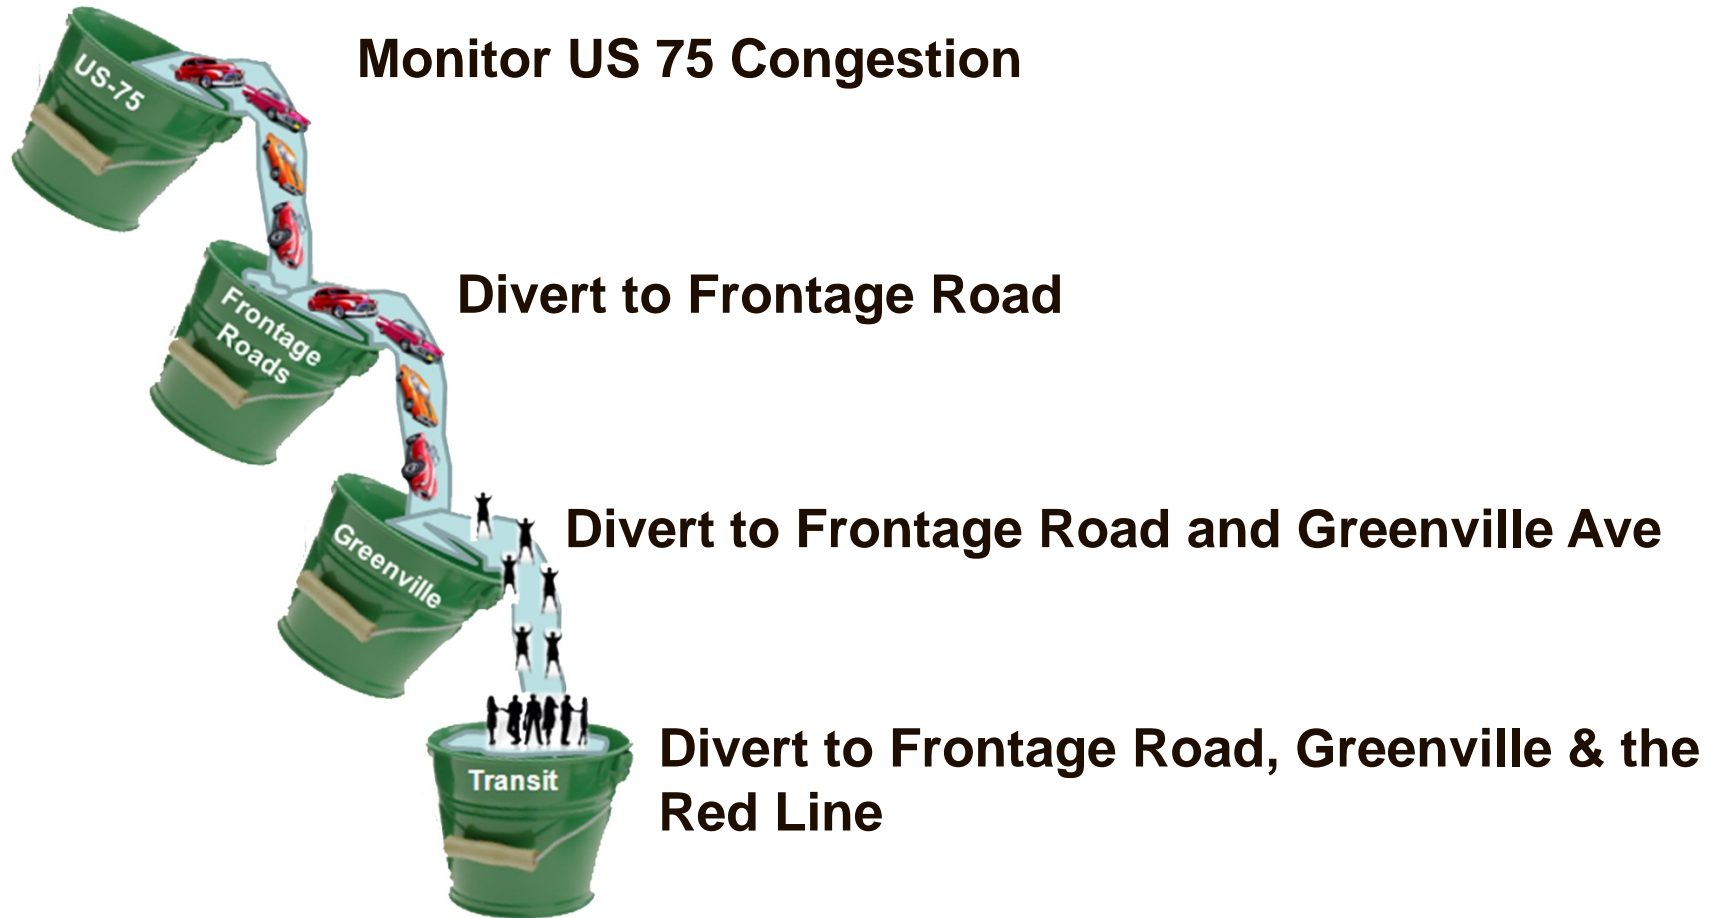 US-75
Monitor US 75 Congestion
Frontage
Roads
Divert to Frontage Road
Greenville
Divert to Frontage Road and Greenville Ave
Transit
Divert to Frontage Road, Greenville & the
Red Line